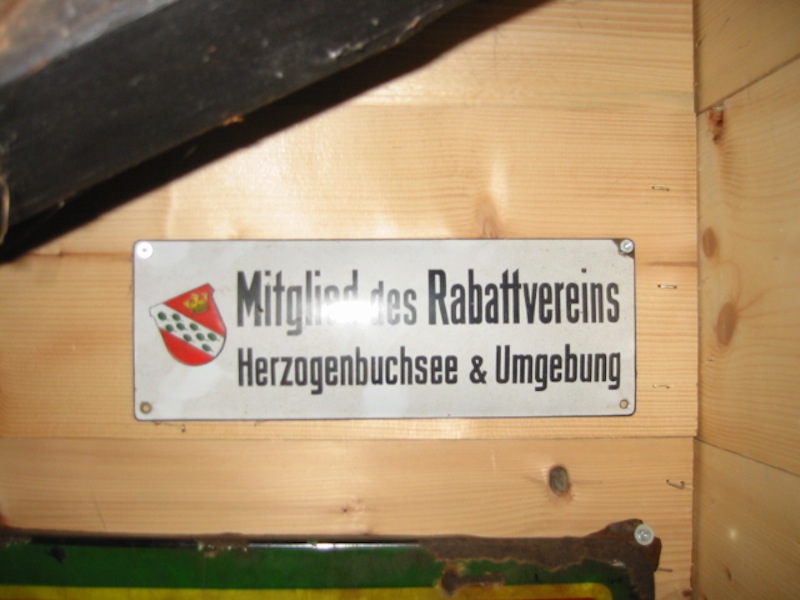 Mitglied des Rabattvereins
Herzogenbuchsee & Umgebung